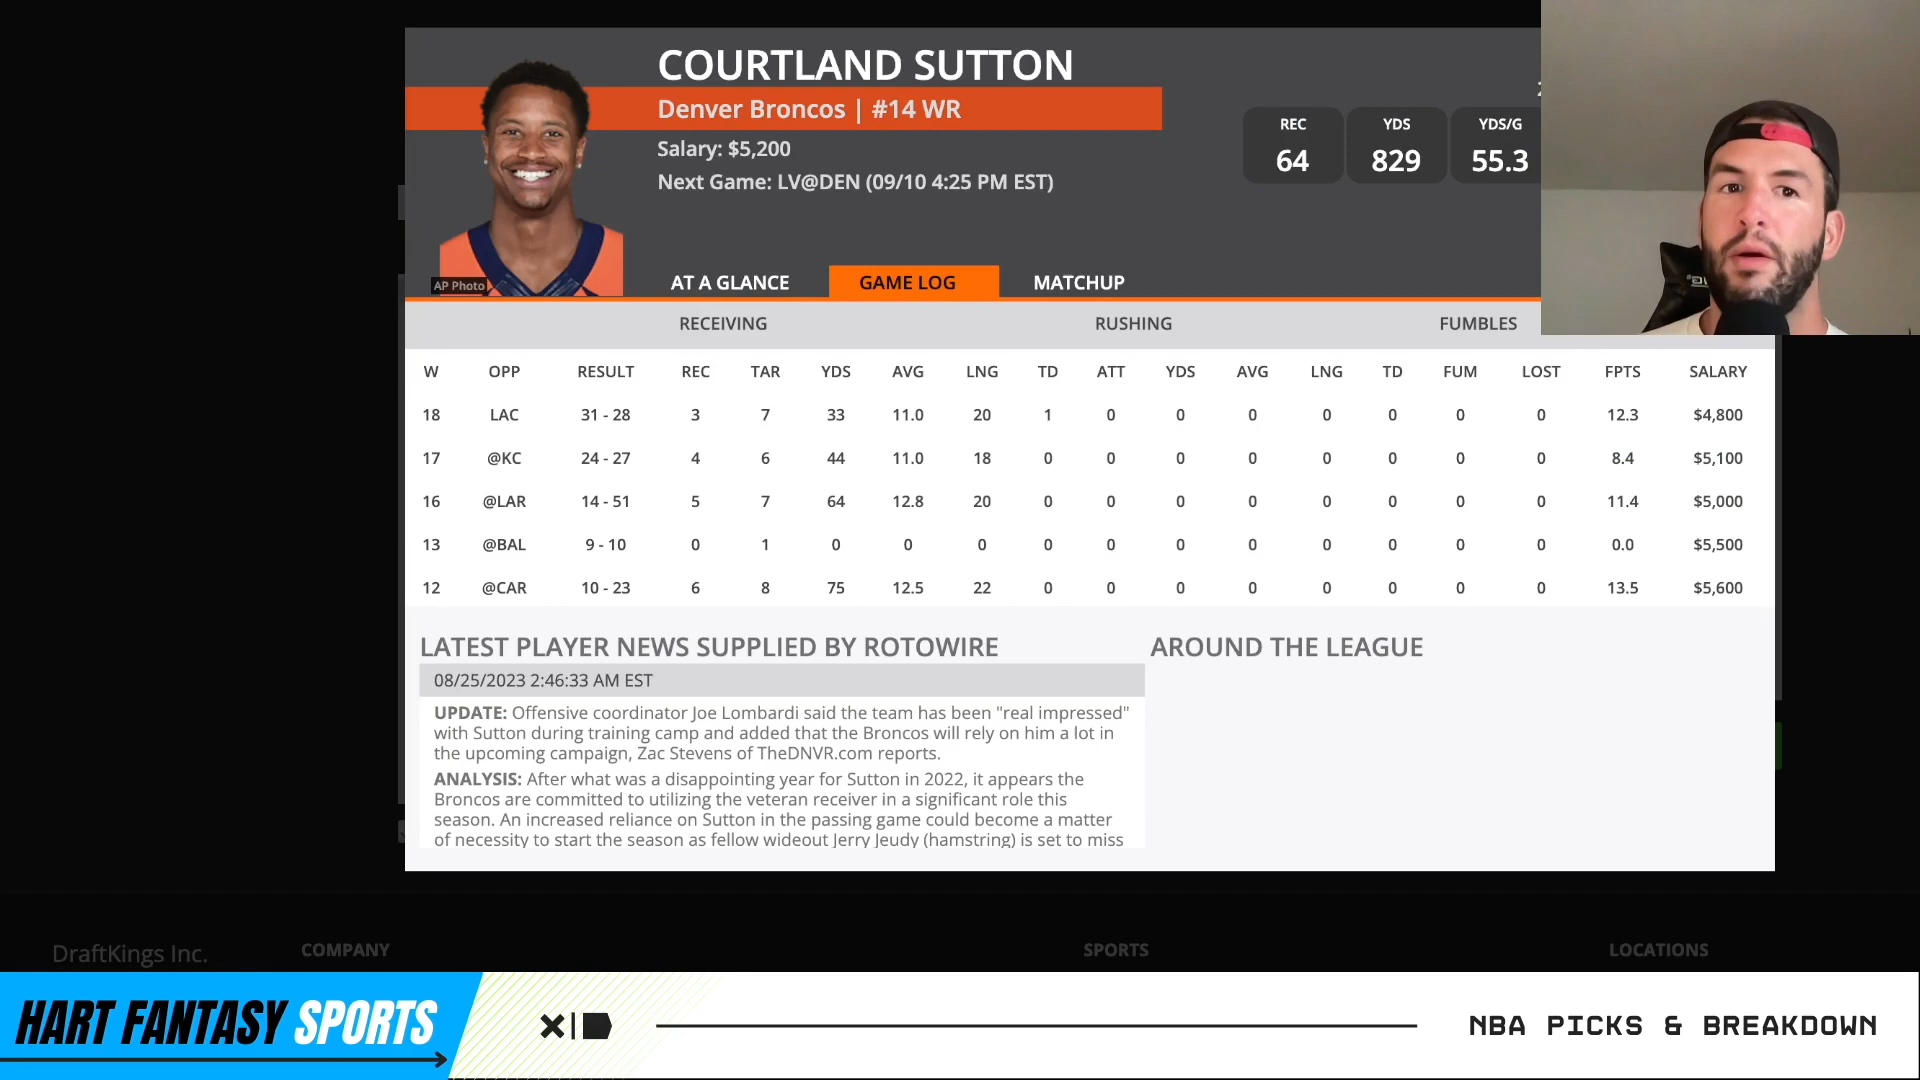 COURTLAND SUTTON
Denver Broncos | #14 WR
Salary: $5,200
Next Game: LV@DEN (09/10 4:25 PM EST)
REC YDS YDS/G
64 829 55.3
AP Photo
AT A GLANCE GAME LOG MATCHUP
RECEIVING RUSHING FUMBLES
W OPP RESULT REC TAR YDS AVG LNG TD ATT YDS AVG LNG TD FUM LOST FPTS SALARY
18 LAC 31 - 28 3 7 33 11.0 20 1 0 0 0 0 0 0 0 12.3 $4,800
17 @KC 24 - 27 4 6 44 11.0 18 0 0 0 0 0 0 0 0 8.4 $5,100
16 @LAR 14 - 51 5 7 64 12.8 20 0 0 0 0 0 0 0 0 11.4 $5,000
13 @BAL 9 - 10 0 1 0 0 0 0 0 0 0 0 0 0 0 0.0 $5,500
12 @CAR 10 - 23 6 8 75 12.5 22 0 0 0 0 0 0 0 0 13.5 $5,600
LATEST PLAYER NEWS SUPPLIED BY ROTOWIRE
AROUND THE LEAGUE
08/25/2023 2:46:33 AM EST
UPDATE: Offensive coordinator Joe Lombardi said the team has been "real impressed"
with Sutton during training camp and added that the Broncos will rely on him a lot in
the upcoming campaign, Zac Stevens of TheDNVR.com reports.
ANALYSIS: After what was a disappointing year for Sutton in 2022, it appears the
Broncos are committed to utilizing the veteran receiver in a significant role this
season. An increased reliance on Sutton in the passing game could become a matter
of necessity to start the season as fellow wideout Jerry Jeudy (hamstring) is set to miss
DraftKings Inc. COMPANY SPORTS LOCATIONS
HART FANTASY SPORTS
NBA PICKS & BREAKDOWN